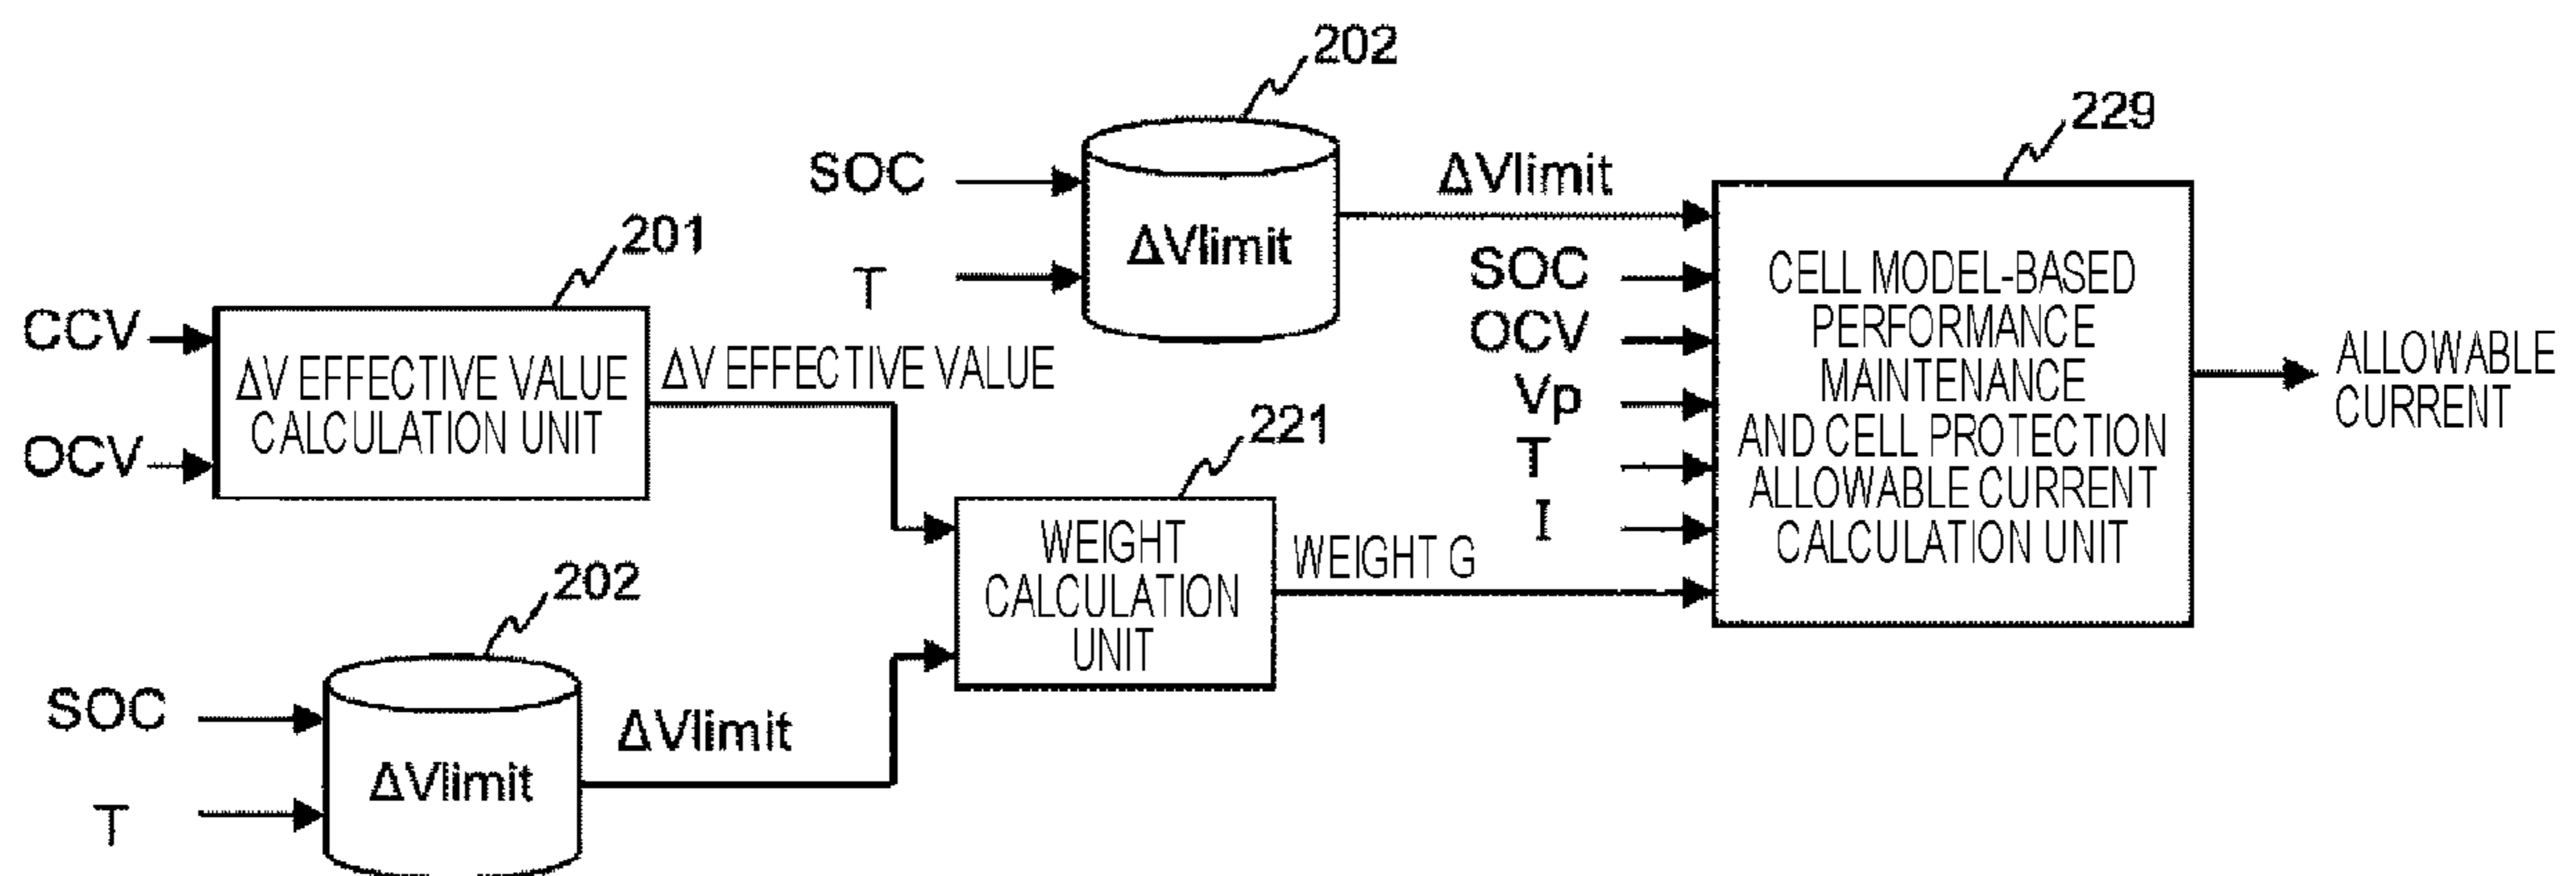 202
229
SOC
ΔVlimit
201
ΔVlimit
T
SOC
CELL MODEL-BASED
PERFORMANCE
MAINTENANCE
AND CELL PROTECTION
ALLOWABLE CURRENT
CALCULATION UNIT
CCV
OCV
ΔV EFFECTIVE VALUE
CALCULATION UNIT
ΔV EFFECTIVE VALUE
OCV
Vp
T
I
ALLOWABLE
CURRENT
221
WEIGHT
CALCULATION
UNIT
WEIGHT G
202
SOC
T
ΔVlimit
ΔVlimit